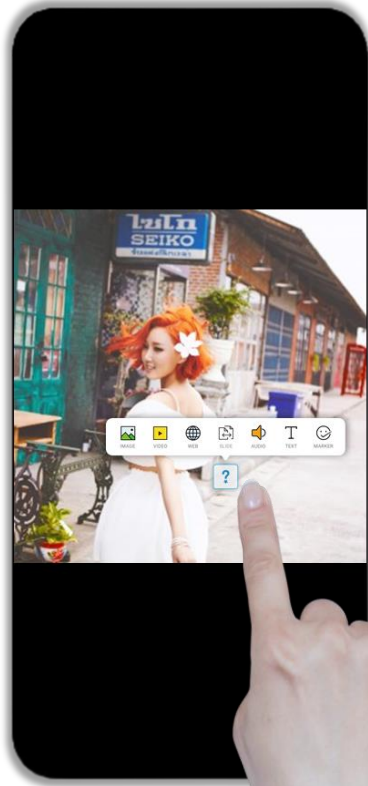 ไซโก
SEIKO
IMAGE
VIDEO
WEB
SLIDE
AUDIO
TEXT
MARKER
?